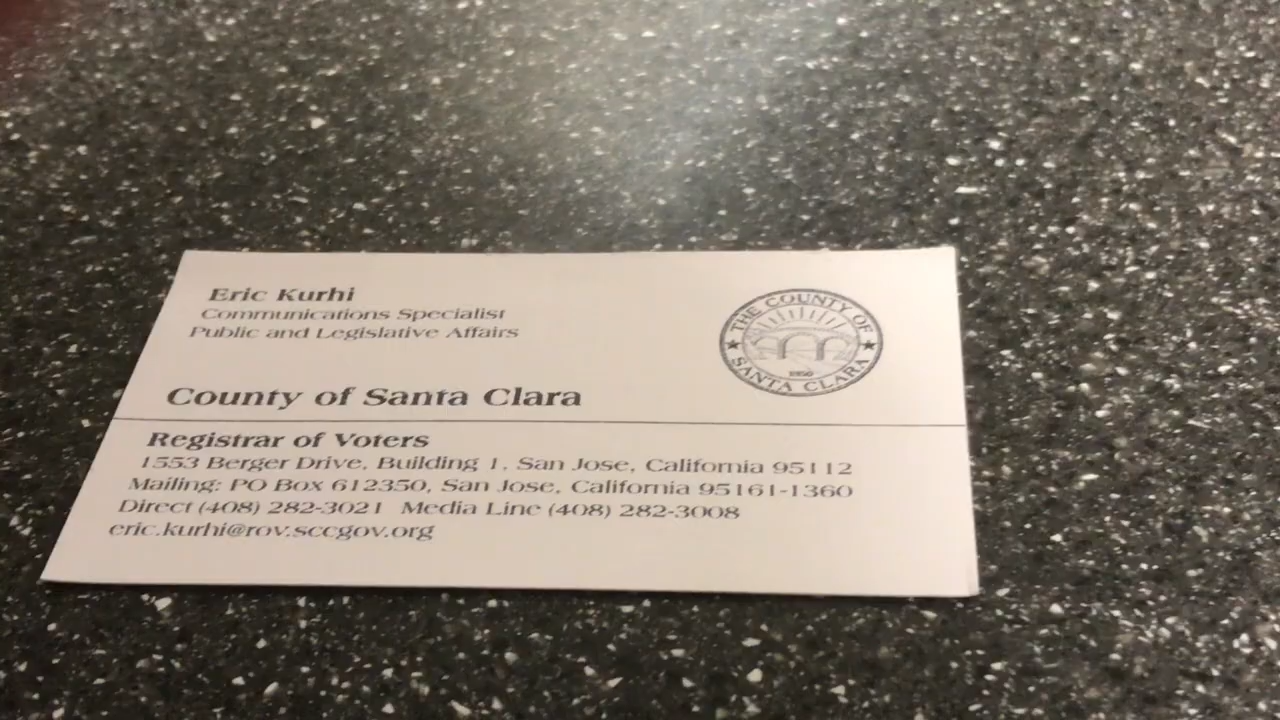 Eric Kurhi
Communications Specialist
Public and Legislative Affairs
THE COUNTY OF
SANTA CLARA
1850
County of Santa Clara
Registrar of Voters
1553 Berger Drive, Building 1, San Jose, California 95112
Mailing: PO Box 612350, San Jose, California 95161-1360
Direct (408) 282-3021 Media Line (408) 282-3008
eric.kurhi@rov.sccgov.org